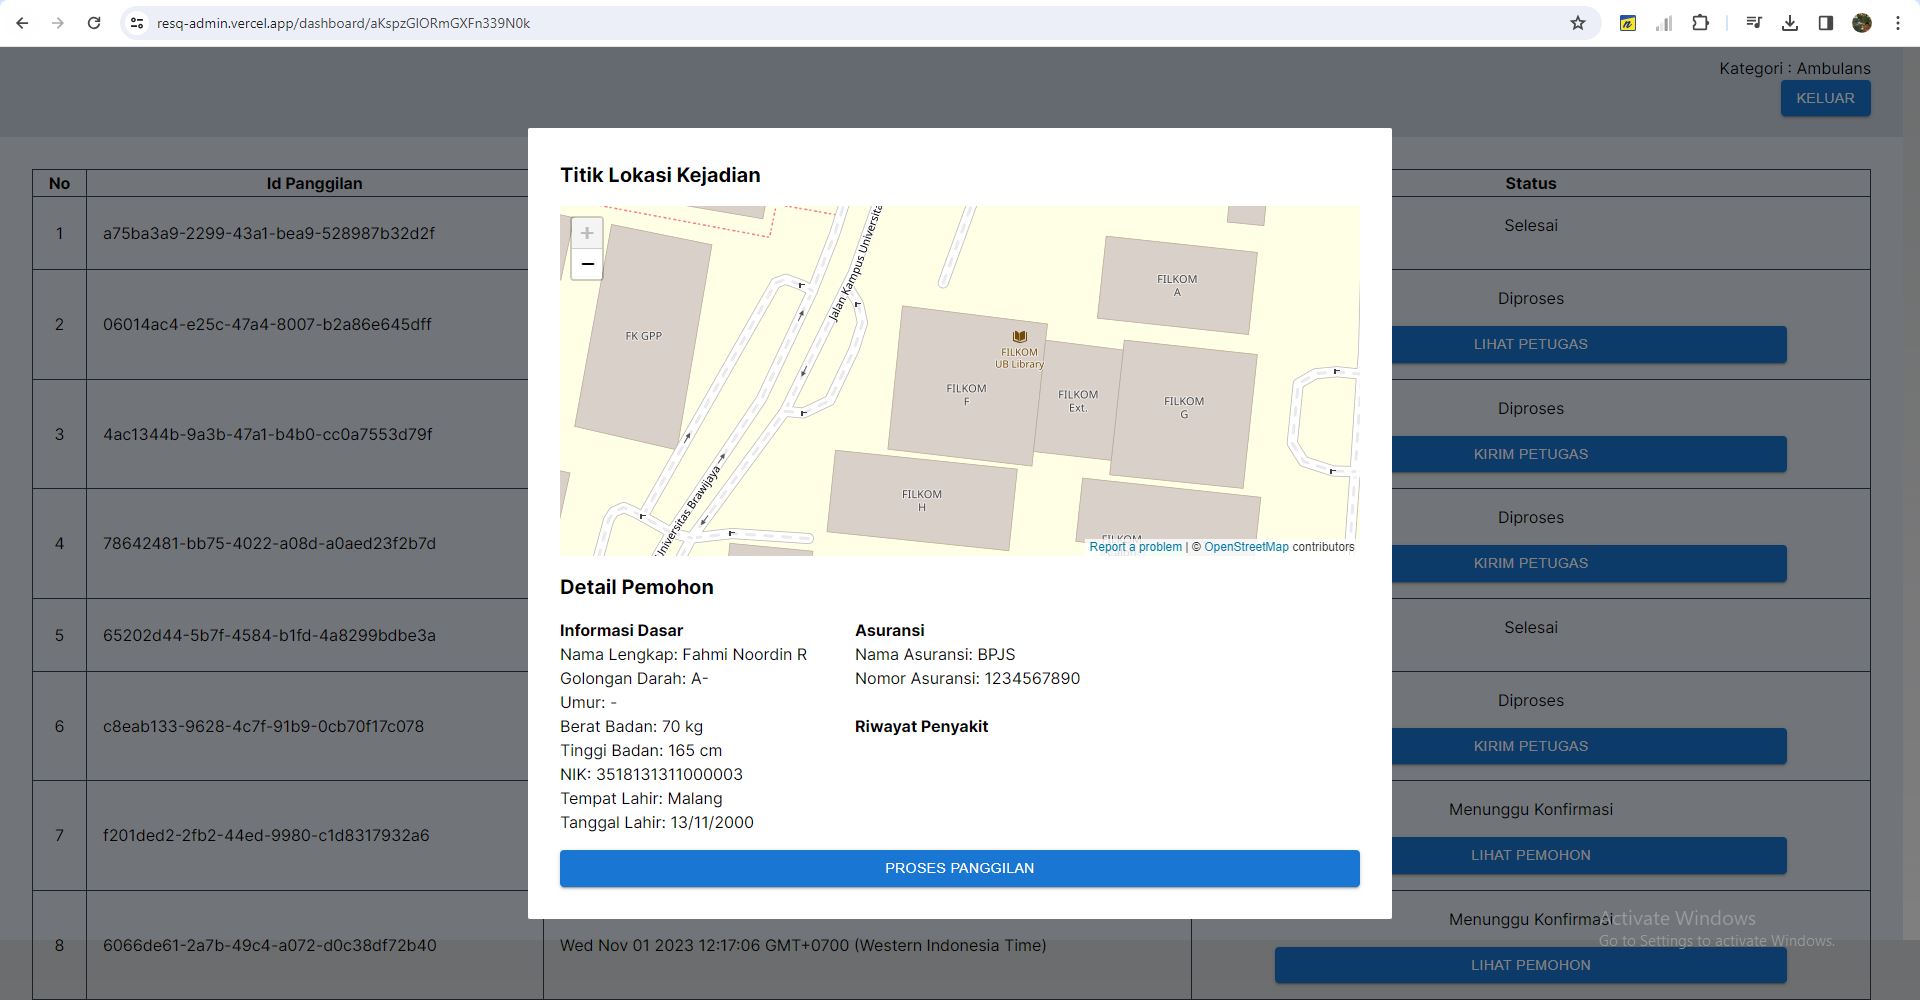 resq-admin.vercel.app/dashboard/aKspzGlORmGXFn339N0k
Kategori : Ambulans
KELUAR
No
Id Panggilan
Status
1
a75ba3a9-2299-43a1-bea9-528987b32d2f
Selesai
2
06014ac4-e25c-47a4-8007-b2a86e645dff
Diproses
LIHAT PETUGAS
3
4ac1344b-9a3b-47a1-b4b0-cc0a7553d79f
Diproses
KIRIM PETUGAS
4
78642481-bb75-4022-a08d-a0aed23f2b7d
Diproses
KIRIM PETUGAS
5
65202d44-5b7f-4584-b1fd-4a8299bdbe3a
Selesai
6
c8eab133-9628-4c7f-91b9-0cb70f17c078
Diproses
KIRIM PETUGAS
7
f201ded2-2fb2-44ed-9980-c1d8317932a6
Menunggu Konfirmasi
LIHAT PEMOHON
8
6066de61-2a7b-49c4-a072-d0c38df72b40
Wed Nov 01 2023 12:17:06 GMT+0700 (Western Indonesia Time)
Menunggu Konfirmasi
LIHAT PEMOHON
Titik Lokasi Kejadian
+
−
Jalan Kampus Universita
FK GPP
FILKOM
A
FILKOM
UB Library
FILKOM
F
FILKOM
Ext.
FILKOM
G
FILKOM
H
Universitas Brawijaya
FILKOM
Report a problem | © OpenStreetMap contributors
Detail Pemohon
Informasi Dasar
Nama Lengkap: Fahmi Noordin R
Golongan Darah: A-
Umur: -
Berat Badan: 70 kg
Tinggi Badan: 165 cm
NIK: 3518131311000003
Tempat Lahir: Malang
Tanggal Lahir: 13/11/2000
Asuransi
Nama Asuransi: BPJS
Nomor Asuransi: 1234567890
Riwayat Penyakit
PROSES PANGGILAN
Activate Windows
Go to Settings to activate Windows.